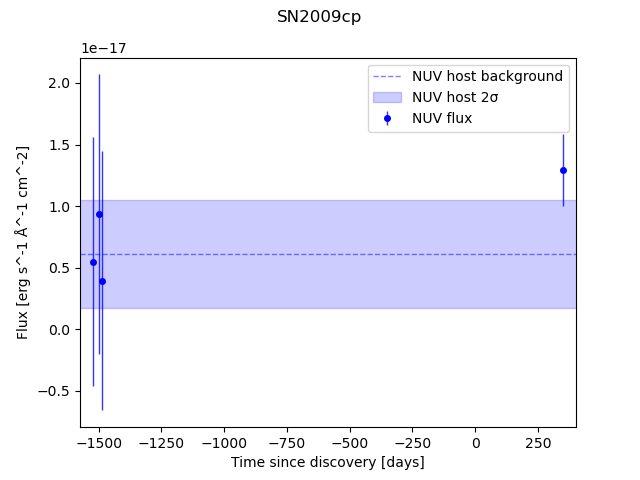 SN2009cp
1e−17
NUV host background
NUV host 2σ
NUV flux
2.0
1.5
1.0
0.5
0.0
−0.5
Flux [erg s^-1 Å^-1 cm^-2]
−1500 −1250 −1000 −750 −500 −250 0 250
Time since discovery [days]